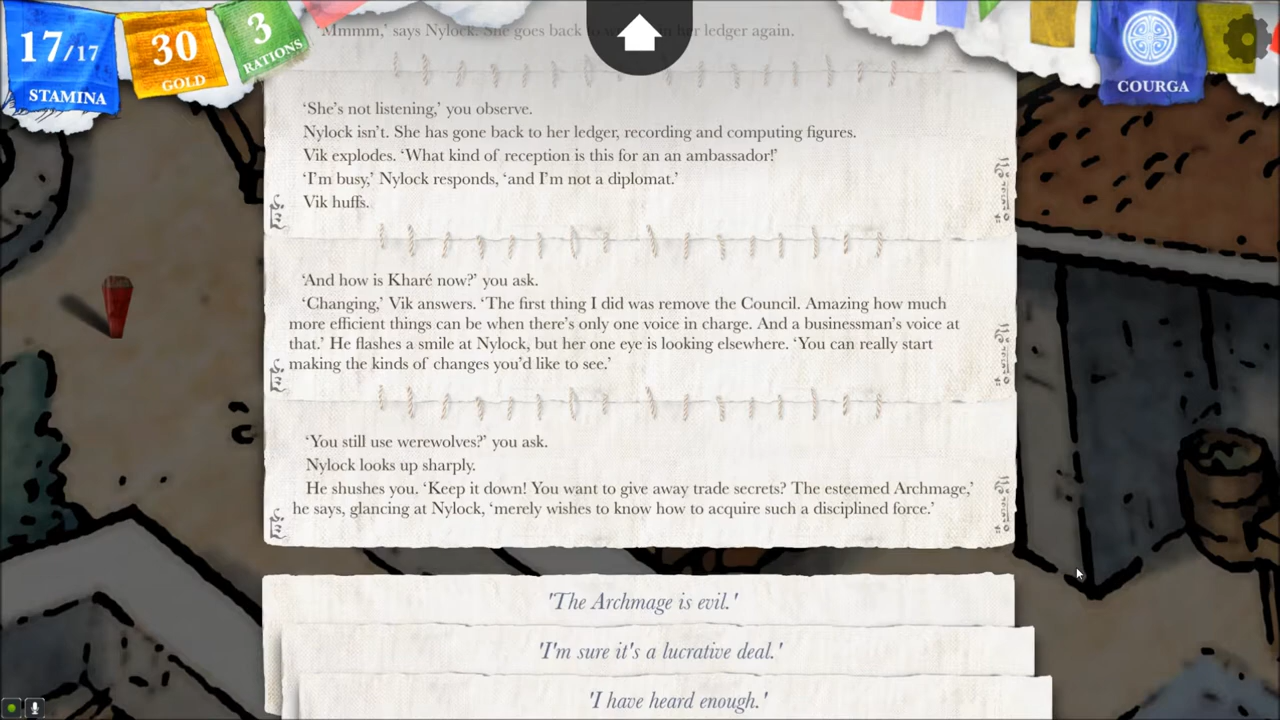 17/17
STAMINA
30
GOLD
3
RATIONS
COURGA
'Mmmm,' says Nylock. She goes back to w her ledger again.
'She's not listening,' you observe.
Nylock isn't. She has gone back to her ledger, recording and computing figures.
Vik explodes. 'What kind of reception is this for an an ambassador!'
'I'm busy,' Nylock responds, 'and I'm not a diplomat.'
Vik huffs.
'And how is Kharé now?' you ask.
'Changing,' Vik answers. 'The first thing I did was remove the Council. Amazing how much
more efficient things can be when there's only one voice in charge. And a businessman's voice at
that.' He flashes a smile at Nylock, but her one eye is looking elsewhere. 'You can really start
making the kinds of changes you'd like to see.'
'You still use werewolves?' you ask.
Nylock looks up sharply.
He shushes you. 'Keep it down! You want to give away trade secrets? The esteemed Archmage,'
he says, glancing at Nylock, 'merely wishes to know how to acquire such a disciplined force.'
'The Archmage is evil.'
'I'm sure it's a lucrative deal.'
'I have heard enough.'